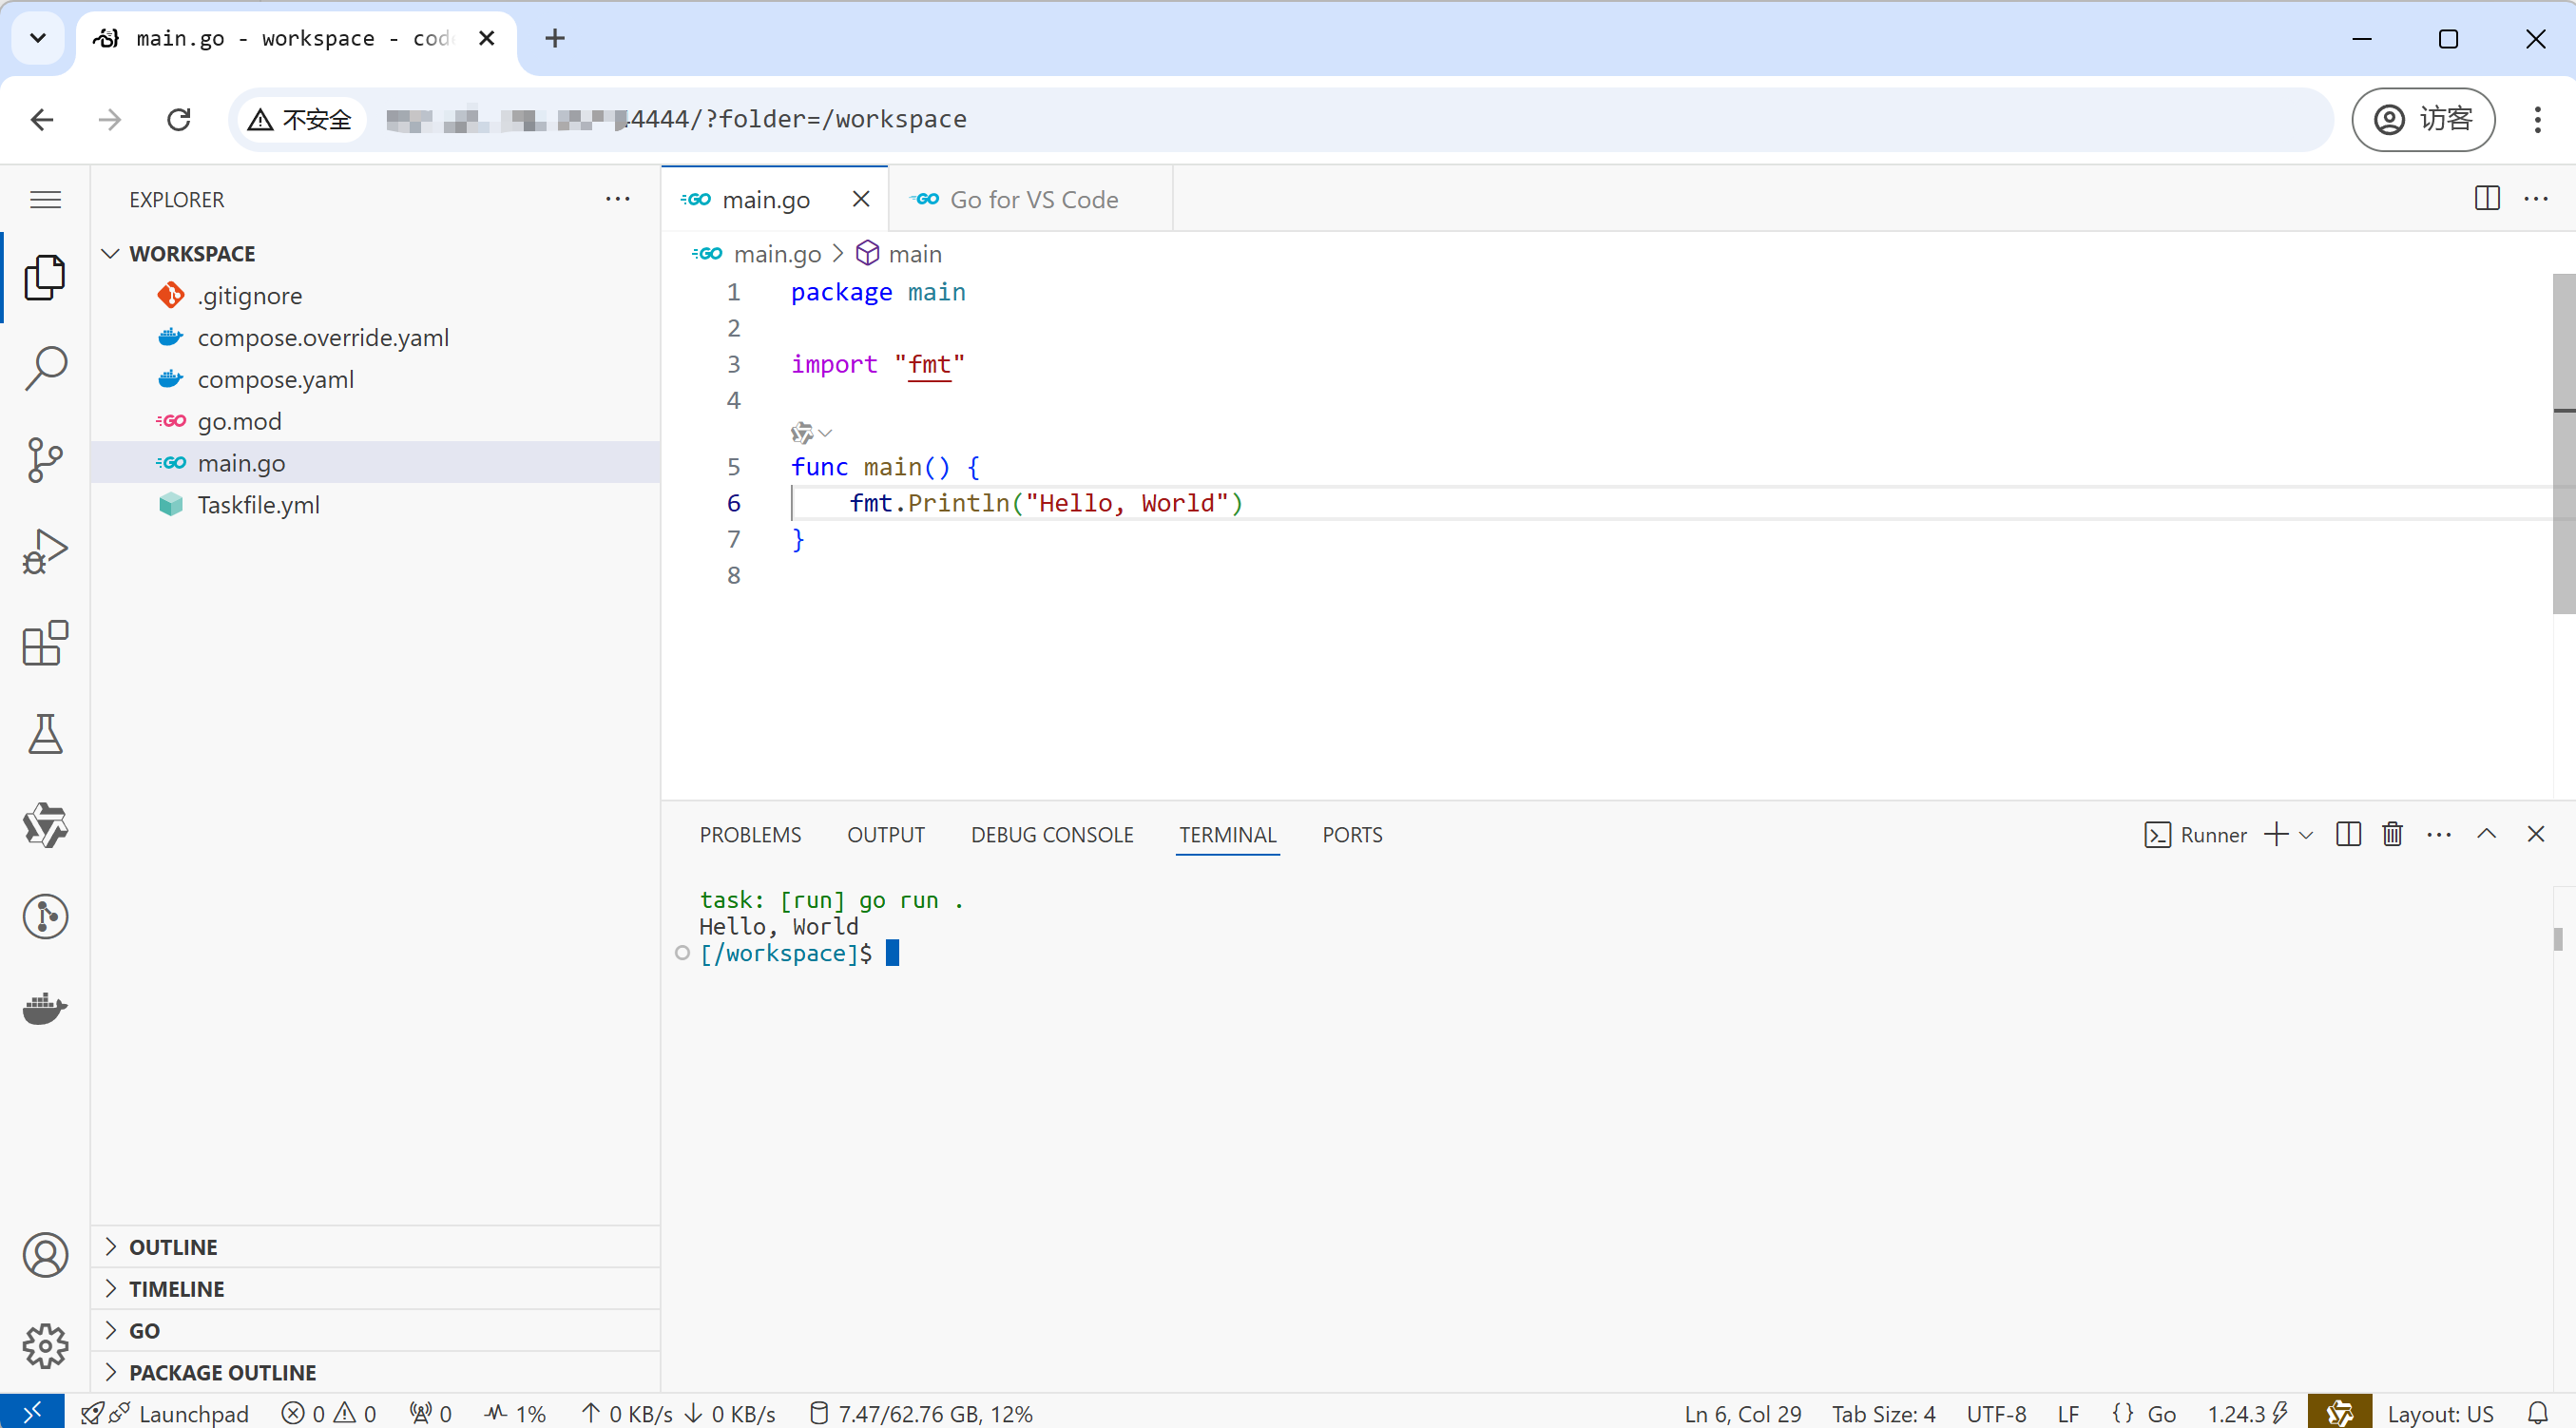 main.go - workspace - cod
不安全
4444/?folder=/workspace
访客
EXPLORER
WORKSPACE
.gitignore
compose.override.yaml
compose.yaml
go.mod
main.go
Taskfile.yml
OUTLINE
TIMELINE
GO
PACKAGE OUTLINE
main.go
Go for VS Code
main.go > main
1 package main
2
3 import "fmt"
4
5 func main() {
6 fmt.Println("Hello, World")
7 }
8
PROBLEMS OUTPUT DEBUG CONSOLE TERMINAL PORTS
Runner
task: [run] go run .
Hello, World
[/workspace]$
Launchpad 0 0 0 1% 0 KB/s 0 KB/s 7.47/62.76 GB, 12% Ln 6, Col 29 Tab Size: 4 UTF-8 LF {} Go 1.24.3 Layout: US